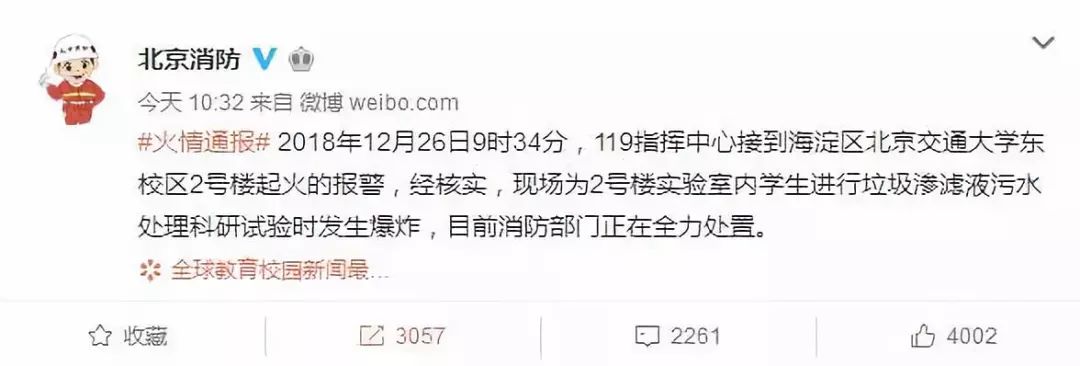 北京消防
今天 10:32 来自 微博 weibo.com
#火情通报# 2018年12月26日9时34分，119指挥中心接到海淀区北京交通大学东
校区2号楼起火的报警，经核实，现场为2号楼实验室内学生进行垃圾渗滤液污水
处理科研试验时发生爆炸，目前消防部门正在全力处置。
全球教育校园新闻最...
收藏 3057 2261 4002